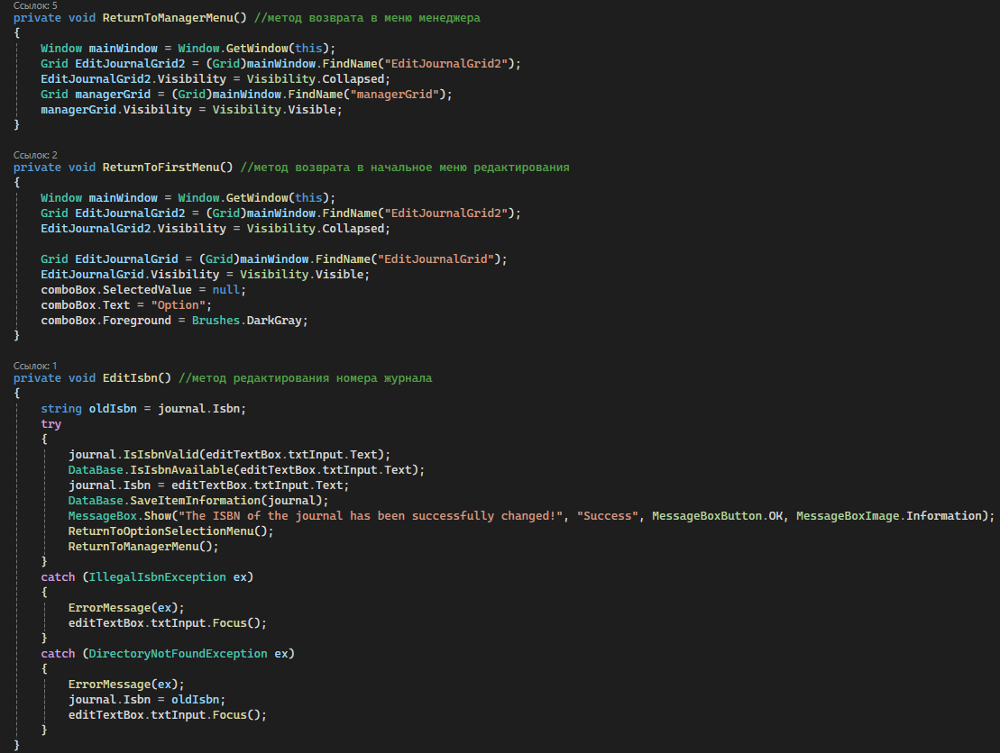 Ссылок: 5
private void ReturnToManagerMenu() //метод возврата в меню менеджера
{
    Window mainWindow = Window.GetWindow(this);
    Grid EditJournalGrid2 = (Grid)mainWindow.FindName("EditJournalGrid2");
    EditJournalGrid2.Visibility = Visibility.Collapsed;
    Grid managerGrid = (Grid)mainWindow.FindName("managerGrid");
    managerGrid.Visibility = Visibility.Visible;
}
Ссылок: 2
private void ReturnToFirstMenu() //метод возврата в начальное меню редактирования
{
    Window mainWindow = Window.GetWindow(this);
    Grid EditJournalGrid2 = (Grid)mainWindow.FindName("EditJournalGrid2");
    EditJournalGrid2.Visibility = Visibility.Collapsed;
    Grid EditJournalGrid = (Grid)mainWindow.FindName("EditJournalGrid");
    EditJournalGrid.Visibility = Visibility.Visible;
    comboBox.SelectedValue = null;
    comboBox.Text = "Option";
    comboBox.Foreground = Brushes.DarkGray;
}
Ссылок: 1
private void EditIsbn() //метод редактирования номера журнала
{
    string oldIsbn = journal.Isbn;
    try
    {
        journal.IsIsbnValid(editTextBox.txtInput.Text);
        DataBase.IsIsbnAvailable(editTextBox.txtInput.Text);
        journal.Isbn = editTextBox.txtInput.Text;
        DataBase.SaveItemInformation(journal);
        MessageBox.Show("The ISBN of the journal has been successfully changed!", "Success", MessageBoxButton.OK, MessageBoxImage.Information);
        ReturnToOptionSelectionMenu();
        ReturnToManagerMenu();
    }
    catch (IllegalIsbnException ex)
    {
        ErrorMessage(ex);
        editTextBox.txtInput.Focus();
    }
    catch (DirectoryNotFoundException ex)
    {
        ErrorMessage(ex);
        journal.Isbn = oldIsbn;
        editTextBox.txtInput.Focus();
    }
}